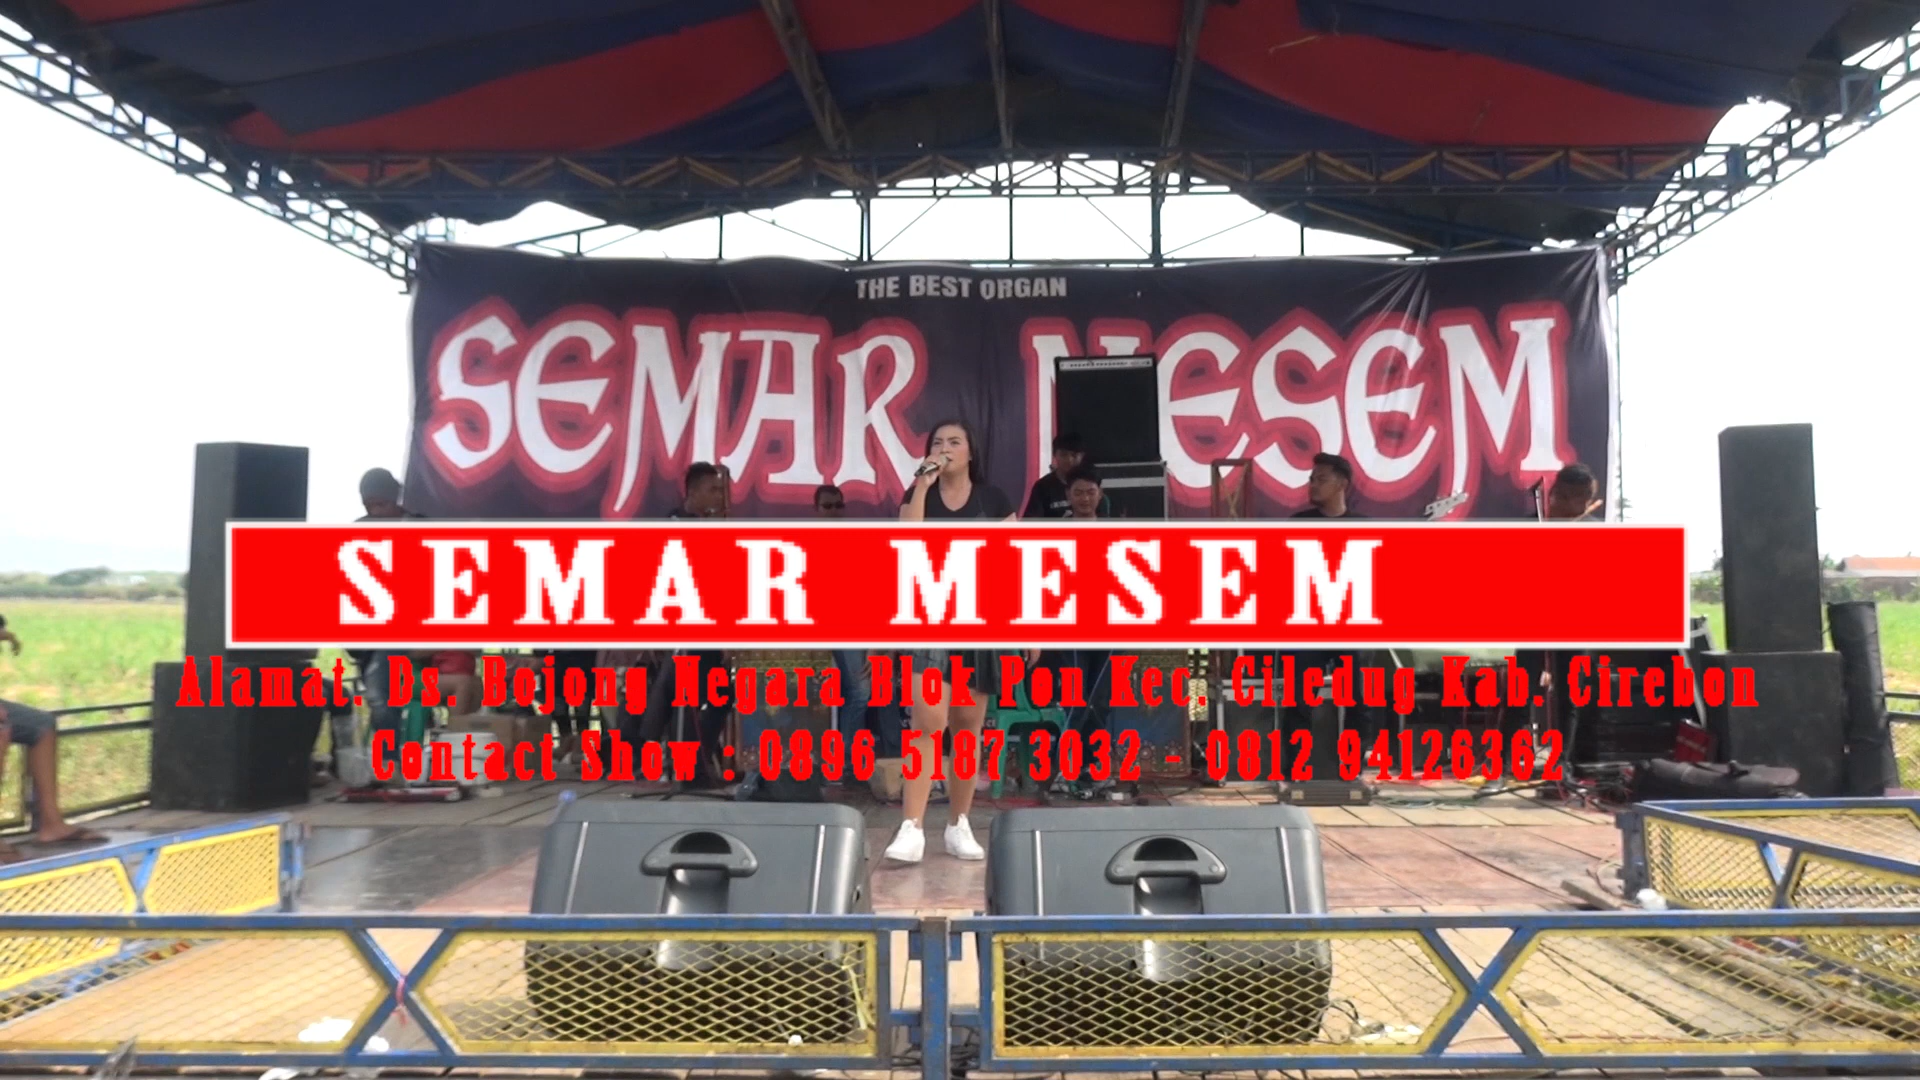 THE BEST ORGAN
SEMAR MESEM
SEMAR MESEM
Alamat. Ds. Bojong Negara Blok Pon Kec. Ciledug Kab. Cirebon
Contact Show : 0896 5187 3032 - 0812 94126362